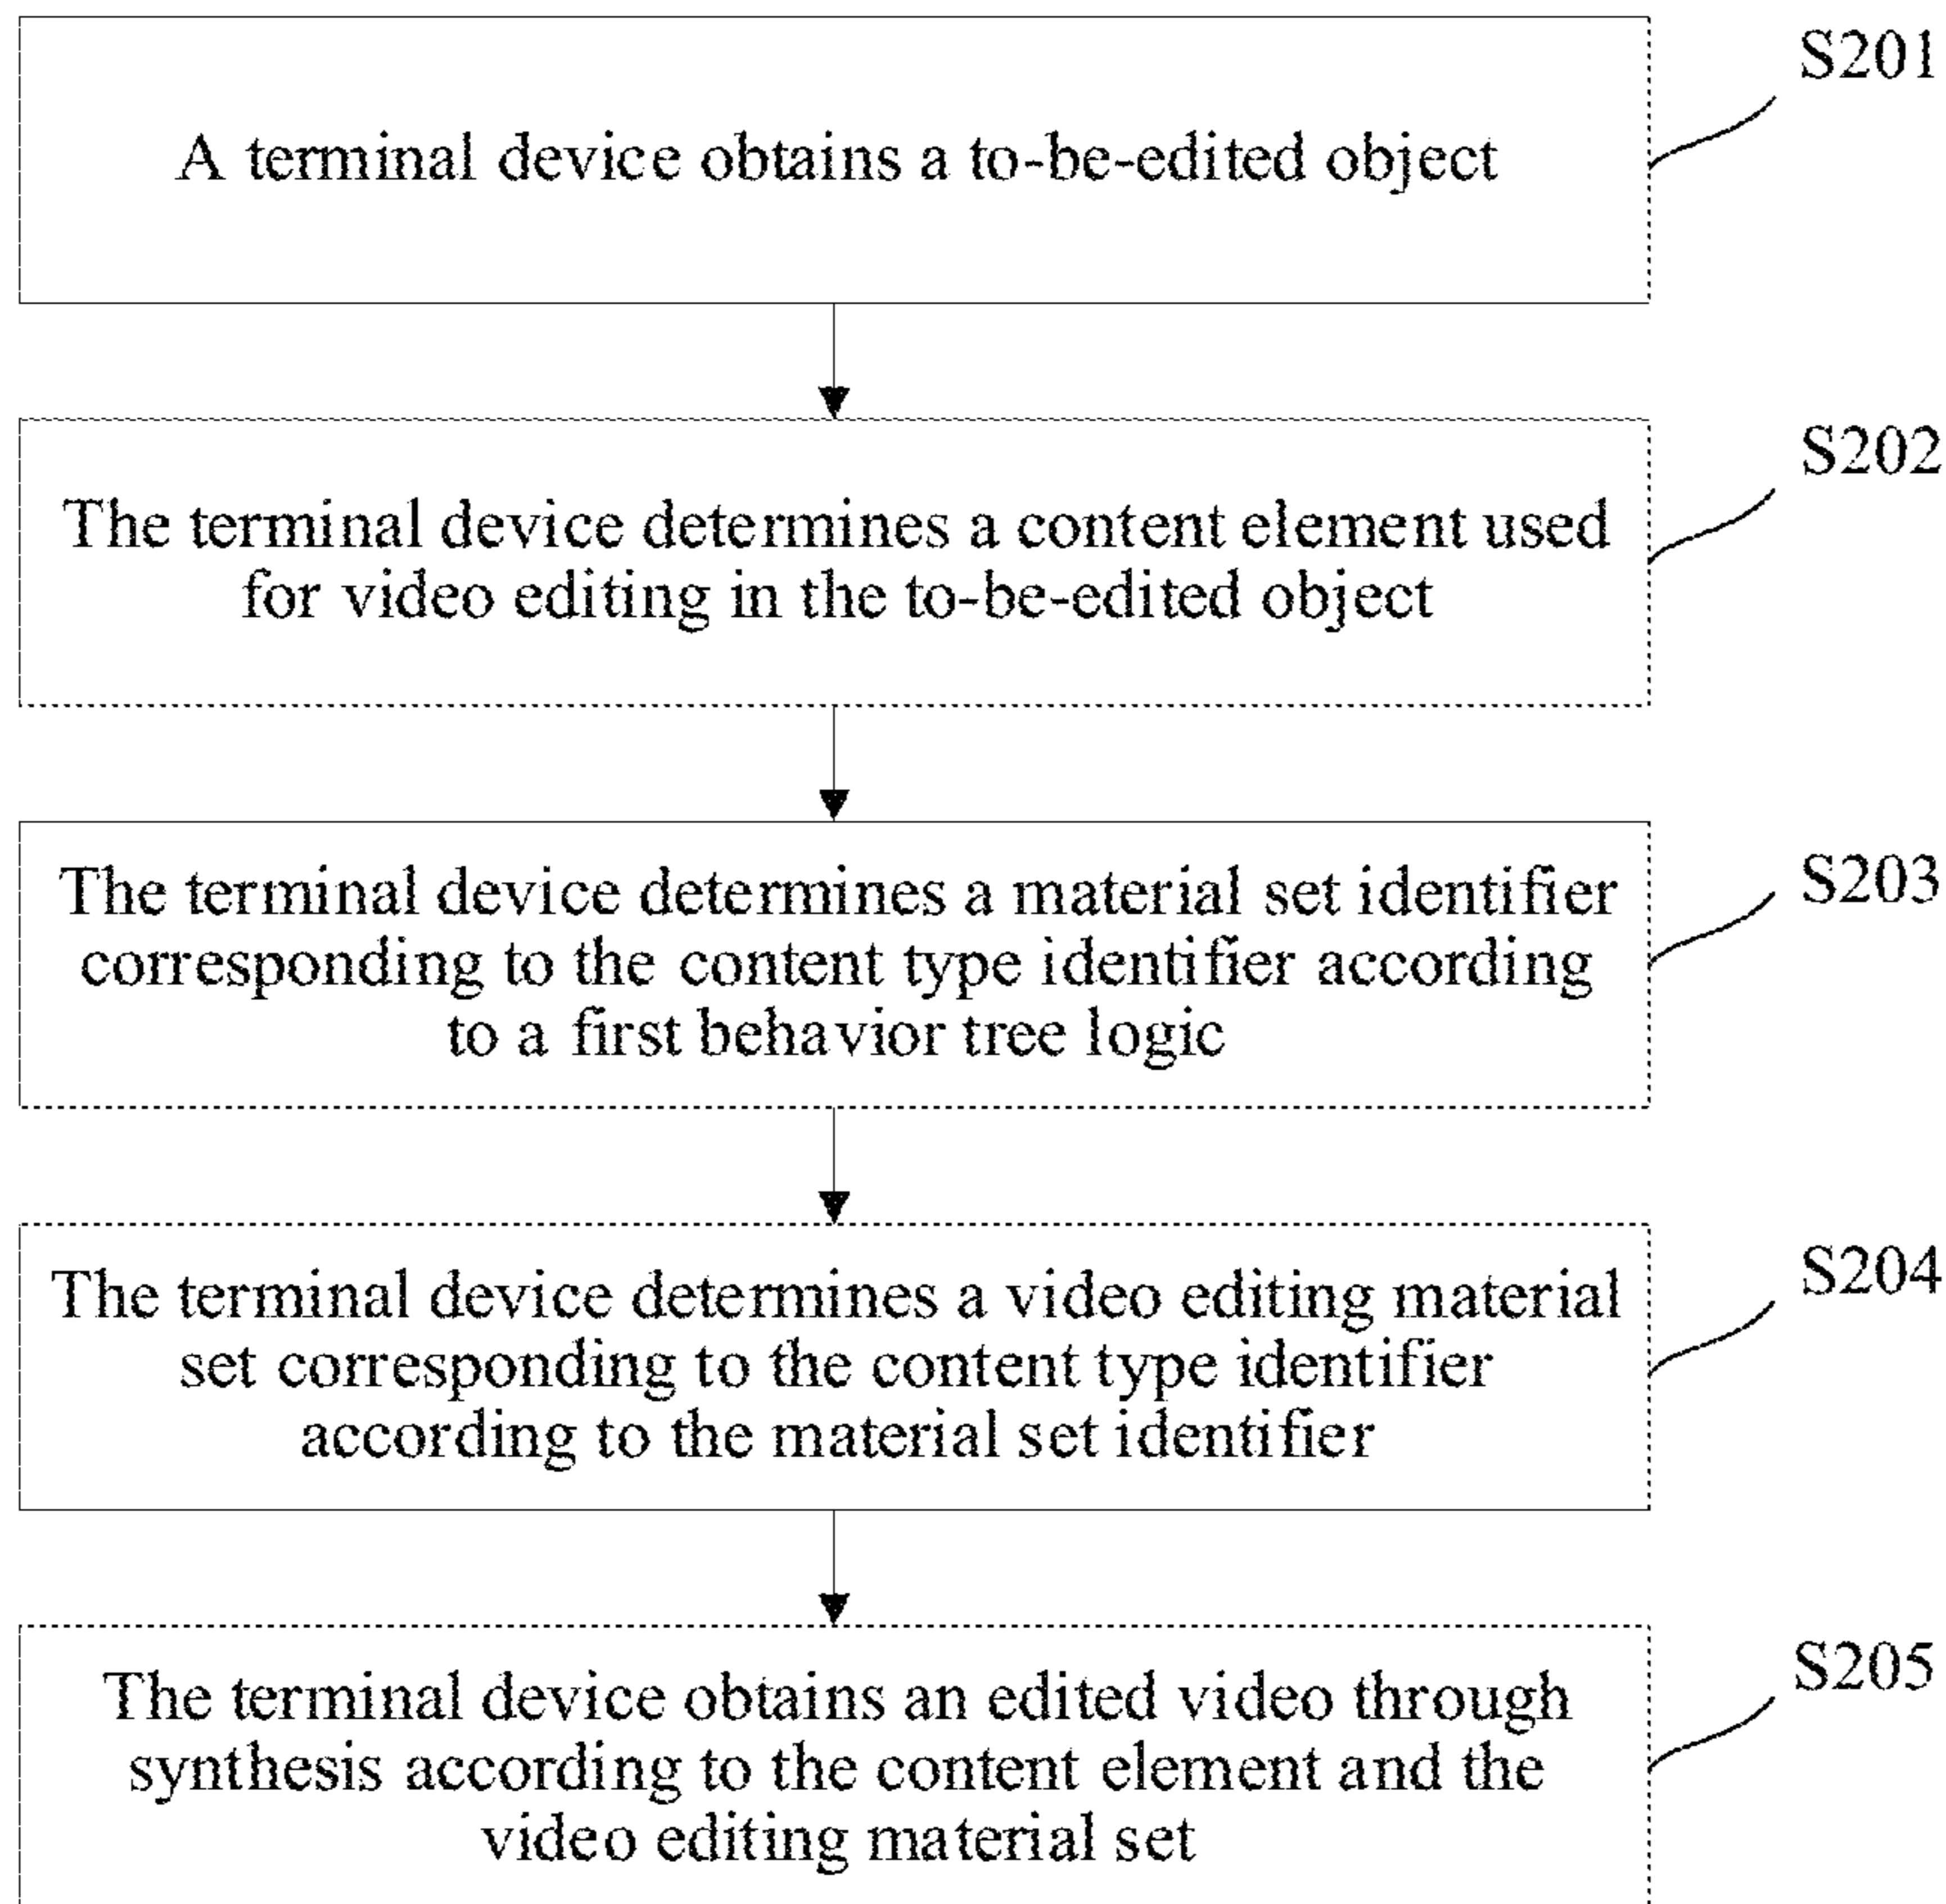 S201
A terminal device obtains a to-be-edited object
S202
The terminal device determines a content element used
for video editing in the to-be-edited object
S203
The terminal device determines a material set identifier
corresponding to the content type identifier according
to a first behavior tree logic
S204
The terminal device determines a video editing material
set corresponding to the content type identifier
according to the material set identifier
S205
The terminal device obtains an edited video through
synthesis according to the content element and the
video editing material set